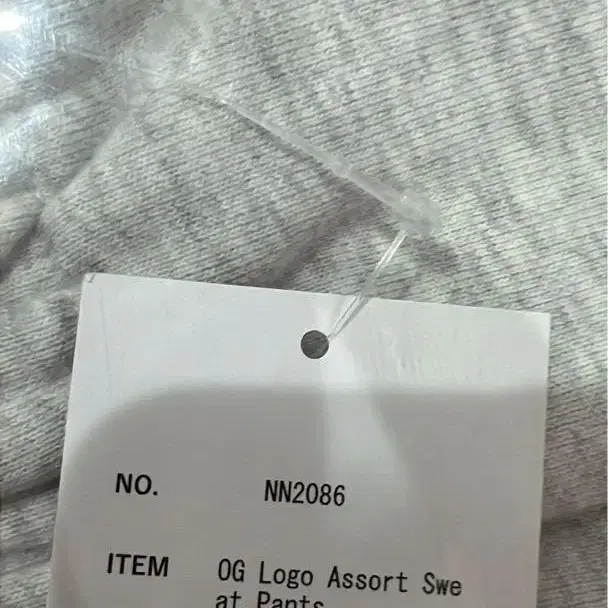 NO. NN2086
ITEM OG Logo Assort Swe
at Pants